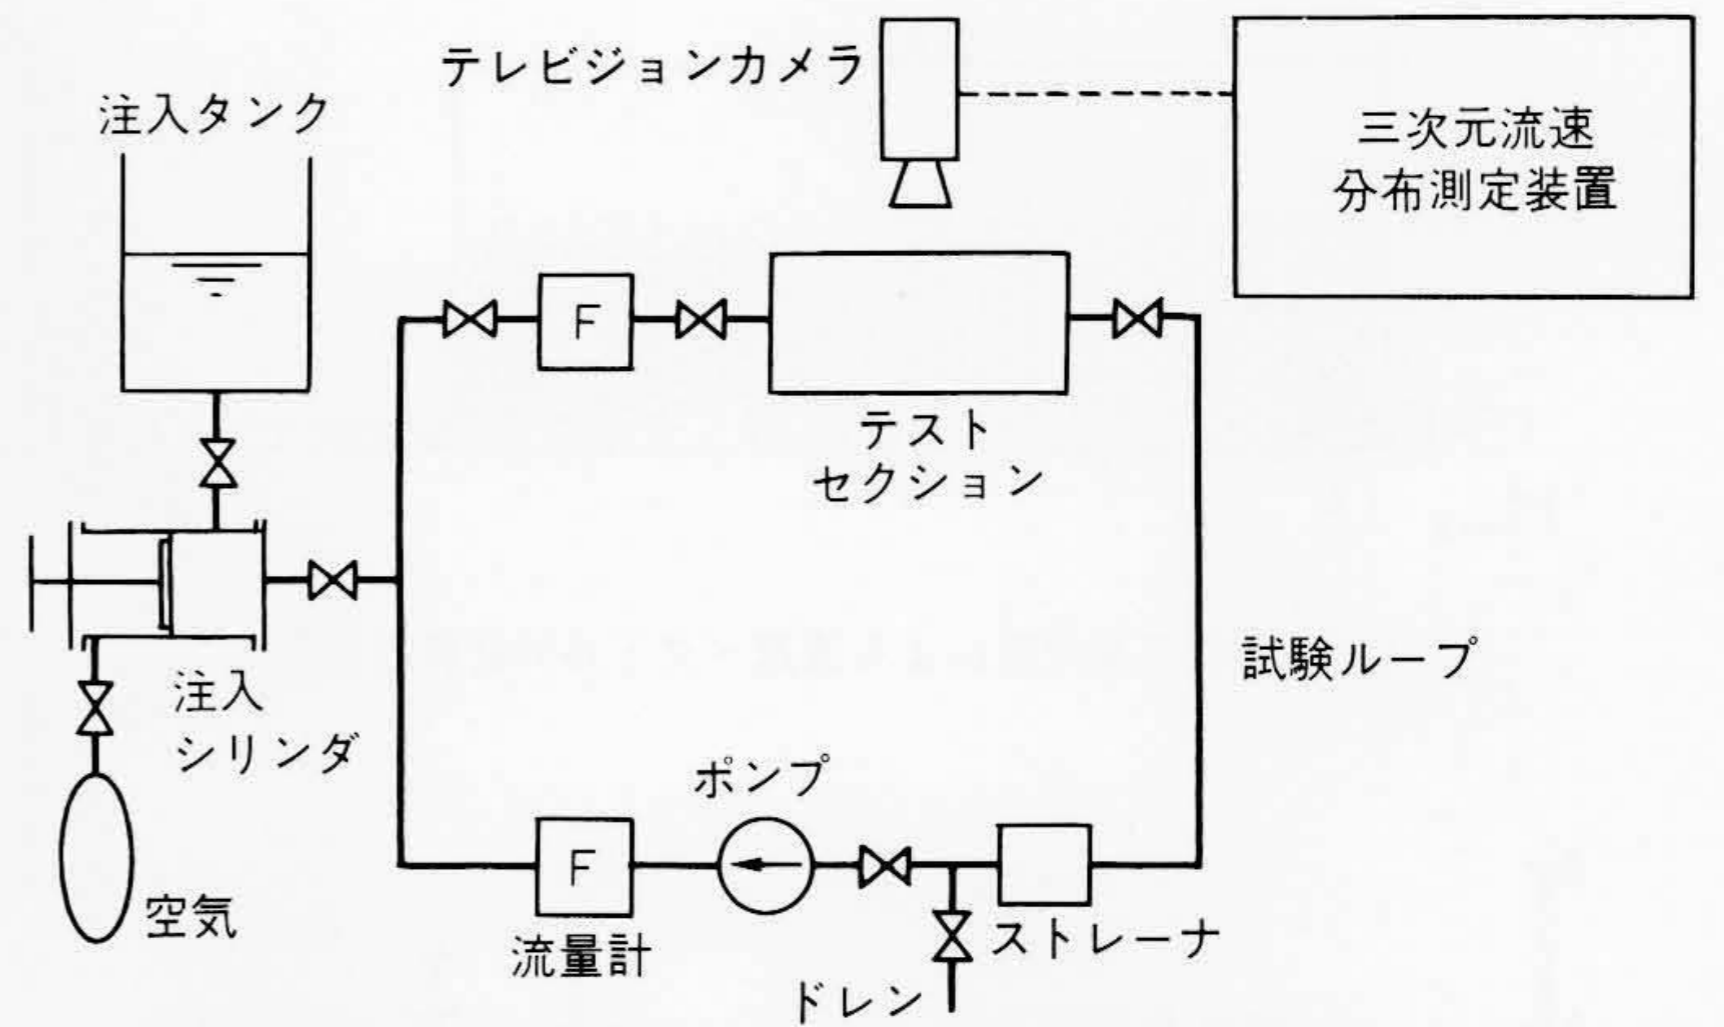 テレビジョンカメラ
三次元流速
分布測定装置
注入タンク
F
テスト
セクション
試験ループ
注入
シリンダ
ポンプ
F
空気
流量計
ストレーナ
ドレン